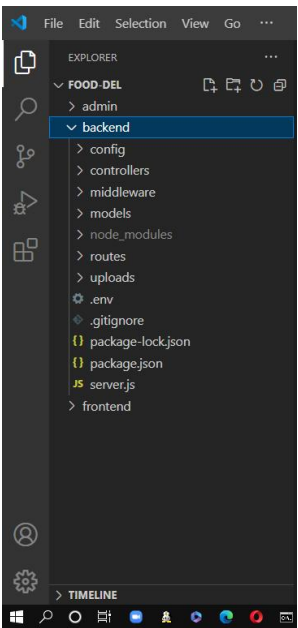 File Edit Selection View Go ...
EXPLORER ...
FOOD-DEL
admin
backend
config
controllers
middleware
models
node_modules
routes
uploads
.env
.gitignore
{} package-lock.json
{} package.json
JS server.js
frontend
TIMELINE